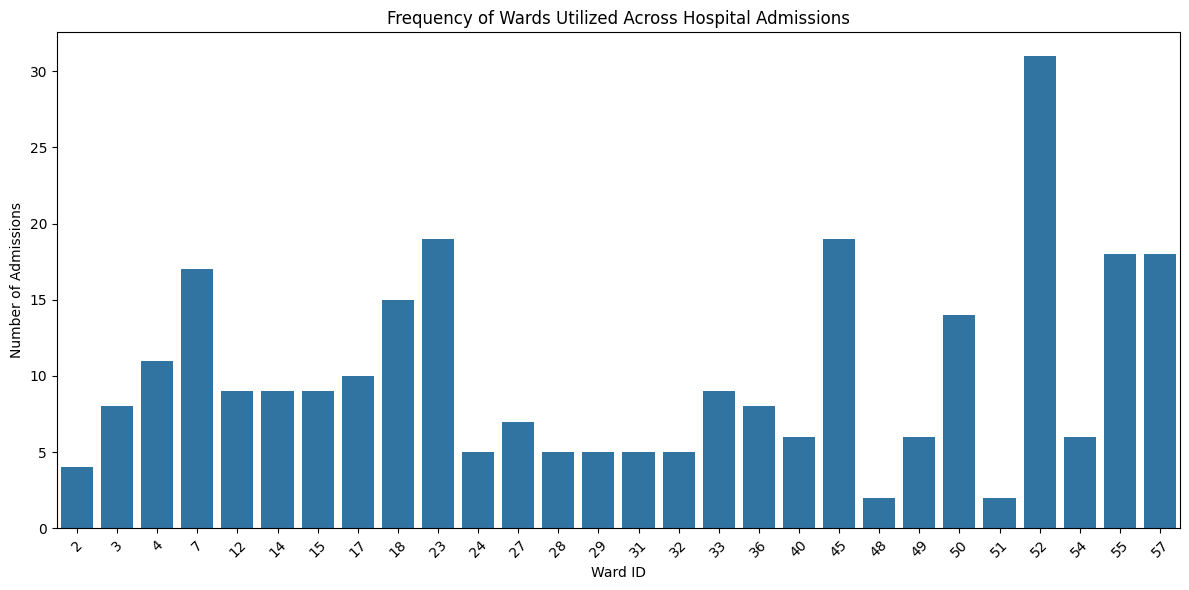 Frequency of Wards Utilized Across Hospital Admissions
Number of Admissions
30
25
20
15
10
5
0
2 3 4 7 12 14 15 17 18 23 24 27 28 29 31 32 33 36 40 45 48 49 50 51 52 54 55 57
Ward ID